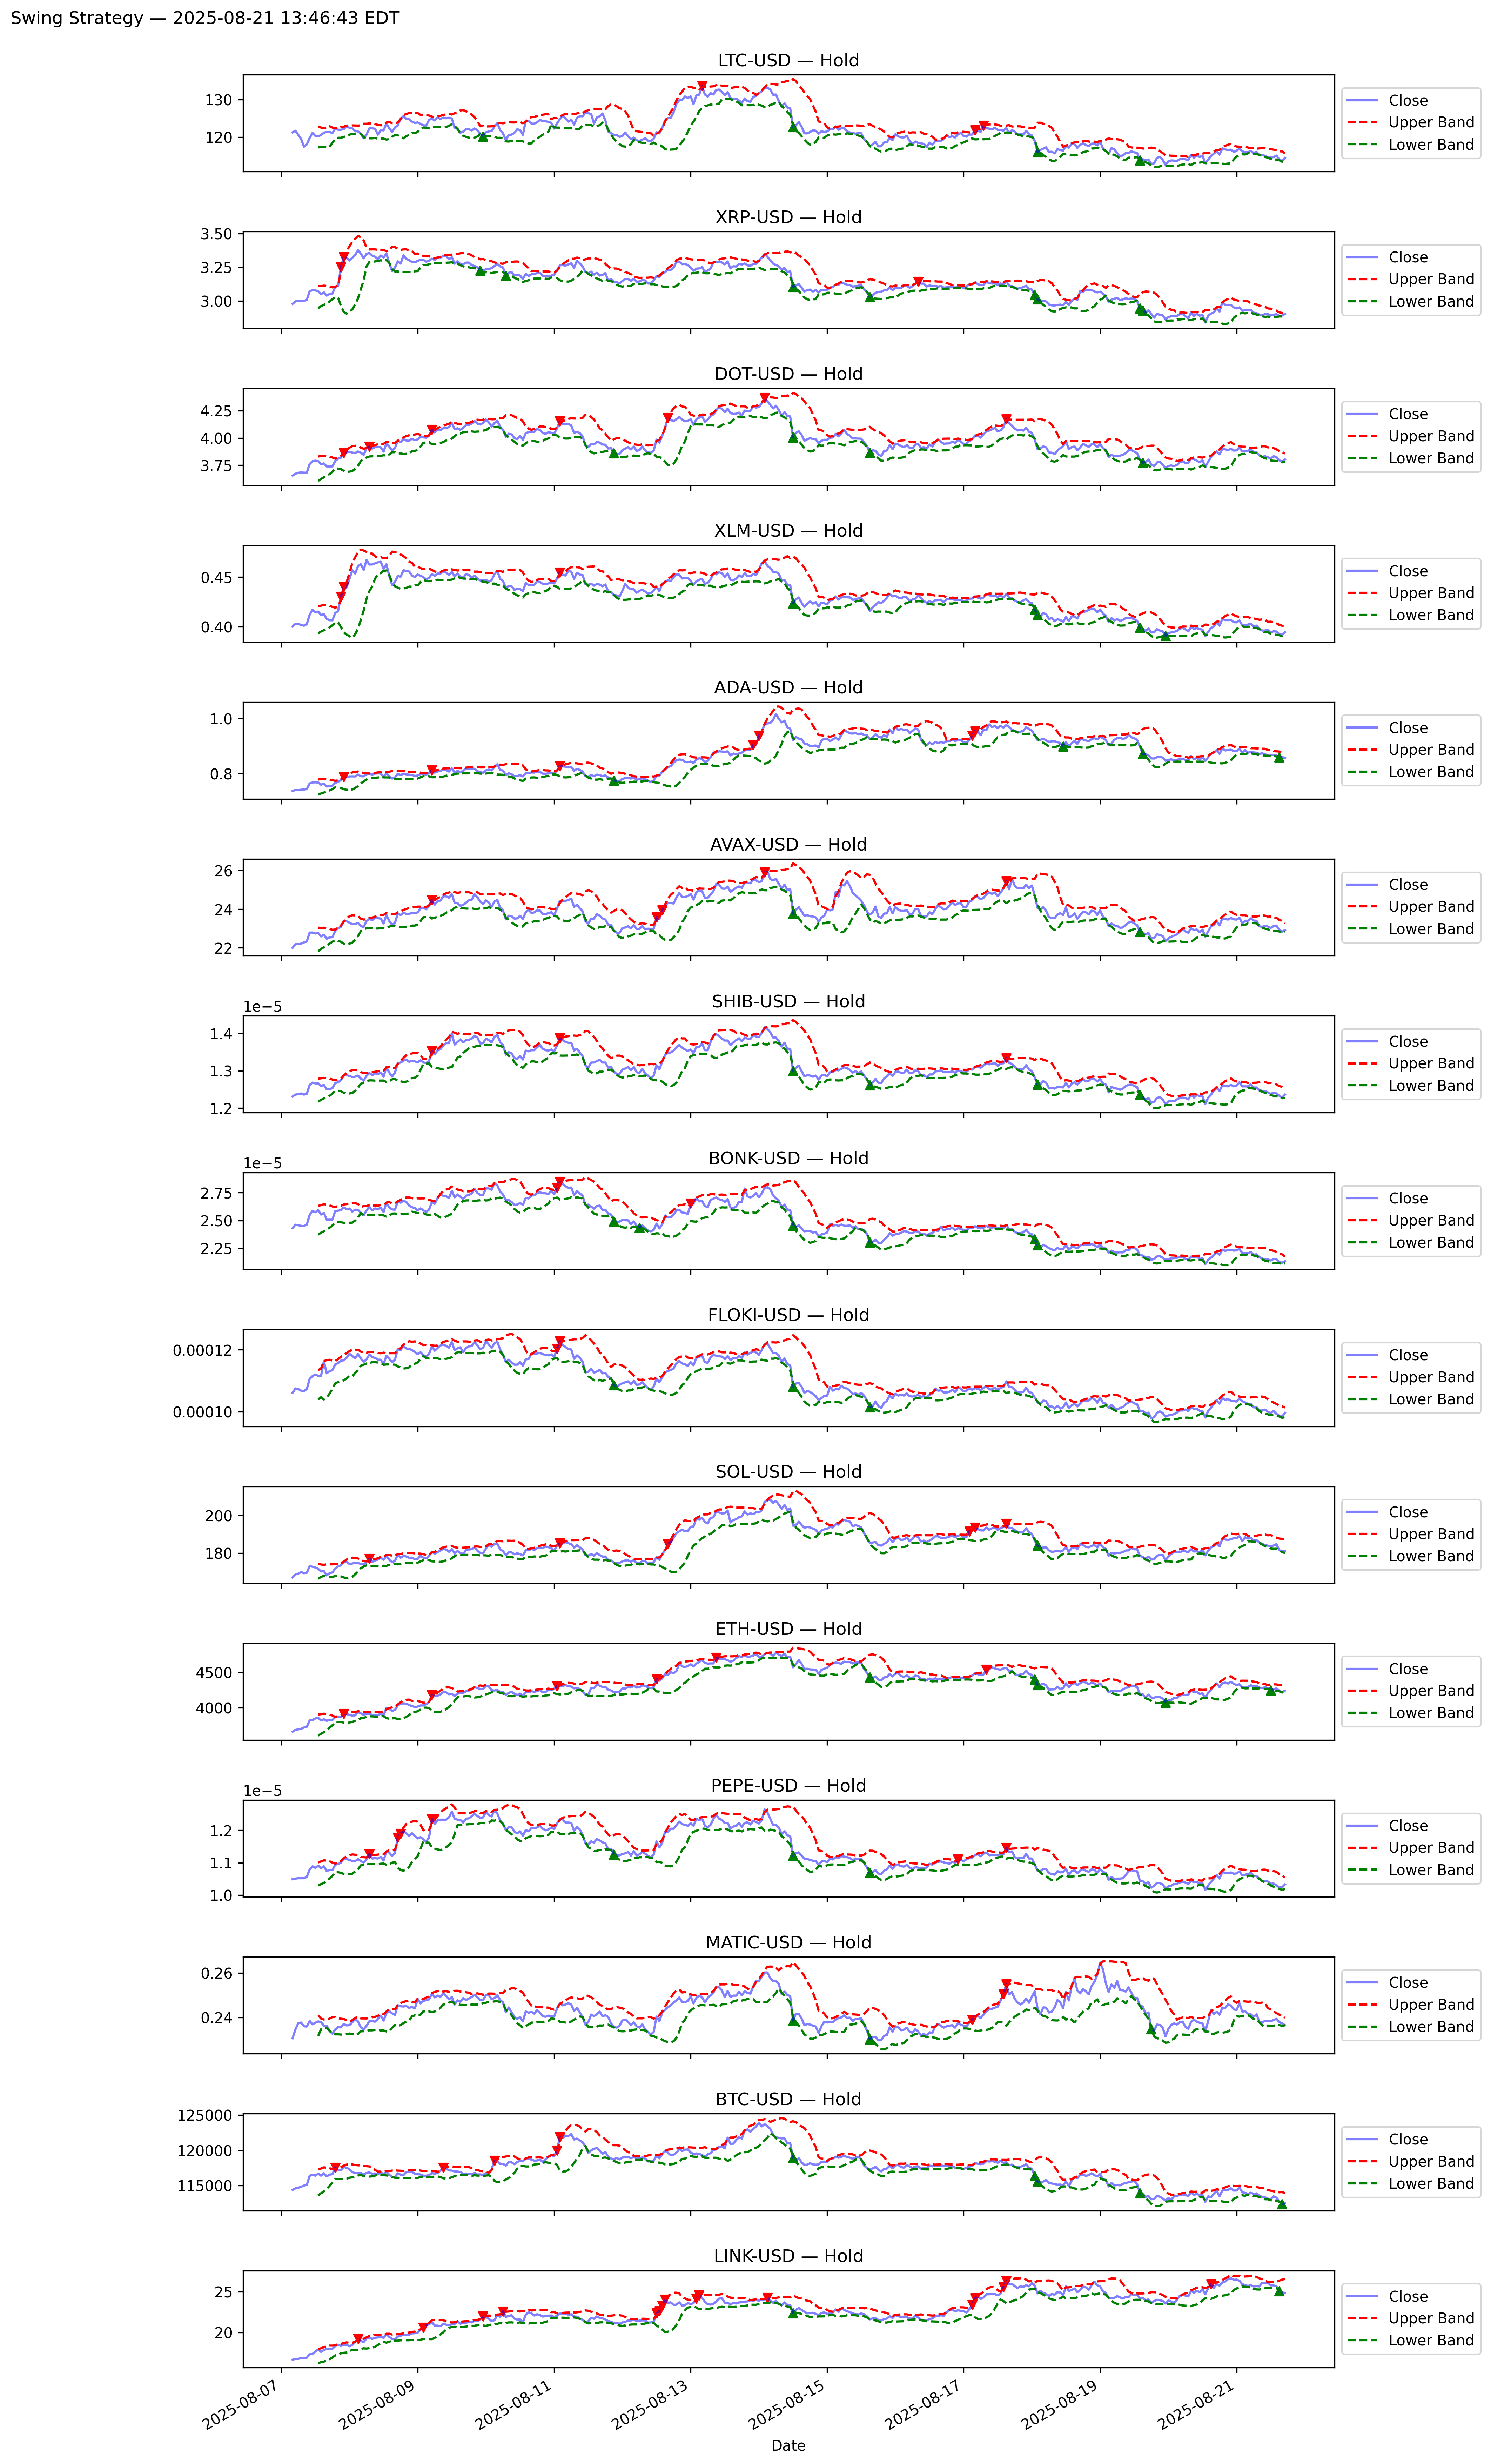 Swing Strategy — 2025-08-21 13:46:43 EDT
LTC-USD — Hold
130
120
Close
Upper Band
Lower Band
XRP-USD — Hold
3.50
3.25
3.00
Close
Upper Band
Lower Band
DOT-USD — Hold
4.25
4.00
3.75
Close
Upper Band
Lower Band
XLM-USD — Hold
0.45
0.40
Close
Upper Band
Lower Band
ADA-USD — Hold
1.0
0.8
Close
Upper Band
Lower Band
AVAX-USD — Hold
26
24
22
Close
Upper Band
Lower Band
SHIB-USD — Hold
1e−5
1.4
1.3
1.2
Close
Upper Band
Lower Band
BONK-USD — Hold
1e−5
2.75
2.50
2.25
Close
Upper Band
Lower Band
FLOKI-USD — Hold
0.00012
0.00010
Close
Upper Band
Lower Band
SOL-USD — Hold
200
180
Close
Upper Band
Lower Band
ETH-USD — Hold
4500
4000
Close
Upper Band
Lower Band
PEPE-USD — Hold
1e−5
1.2
1.1
1.0
Close
Upper Band
Lower Band
MATIC-USD — Hold
0.26
0.24
Close
Upper Band
Lower Band
BTC-USD — Hold
125000
120000
115000
Close
Upper Band
Lower Band
LINK-USD — Hold
25
20
Close
Upper Band
Lower Band
2025-08-07
2025-08-09
2025-08-11
2025-08-13
2025-08-15
2025-08-17
2025-08-19
2025-08-21
Date